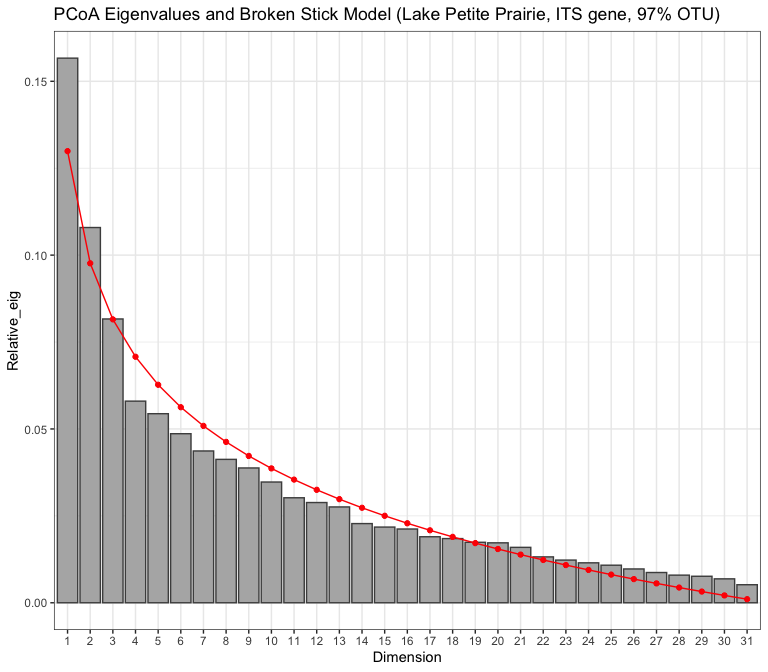 PCoA Eigenvalues and Broken Stick Model (Lake Petite Prairie, ITS gene, 97% OTU)
Relative_eig
0.15
0.10
0.05
0.00
1 2 3 4 5 6 7 8 9 10 11 12 13 14 15 16 17 18 19 20 21 22 23 24 25 26 27 28 29 30 31
Dimension